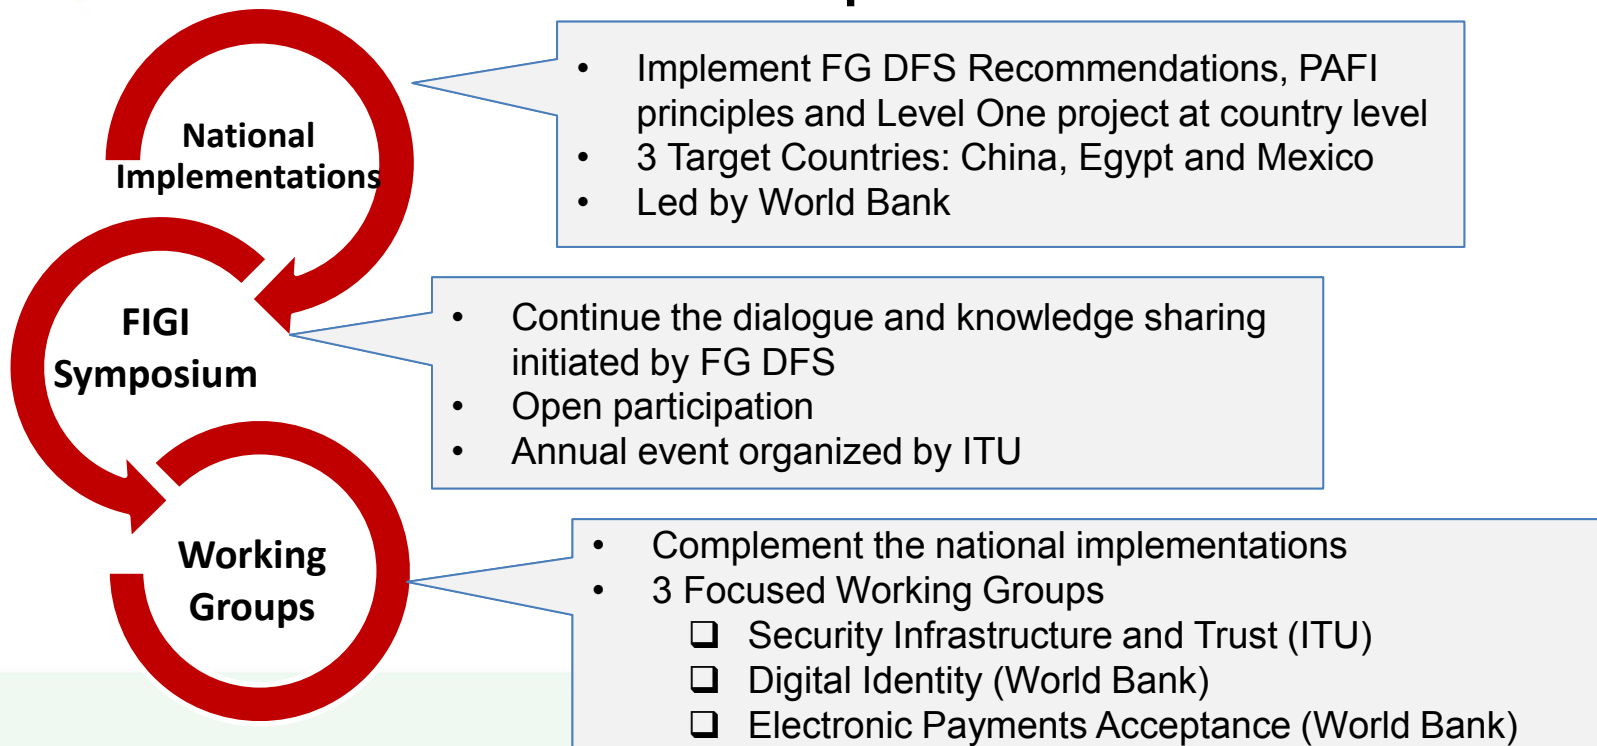 National
Implementations
• Implement FG DFS Recommendations, PAFI
principles and Level One project at country level
• 3 Target Countries: China, Egypt and Mexico
• Led by World Bank
FIGI
Symposium
• Continue the dialogue and knowledge sharing
initiated by FG DFS
• Open participation
• Annual event organized by ITU
Working
Groups
• Complement the national implementations
• 3 Focused Working Groups
❑ Security Infrastructure and Trust (ITU)
❑ Digital Identity (World Bank)
❑ Electronic Payments Acceptance (World Bank)